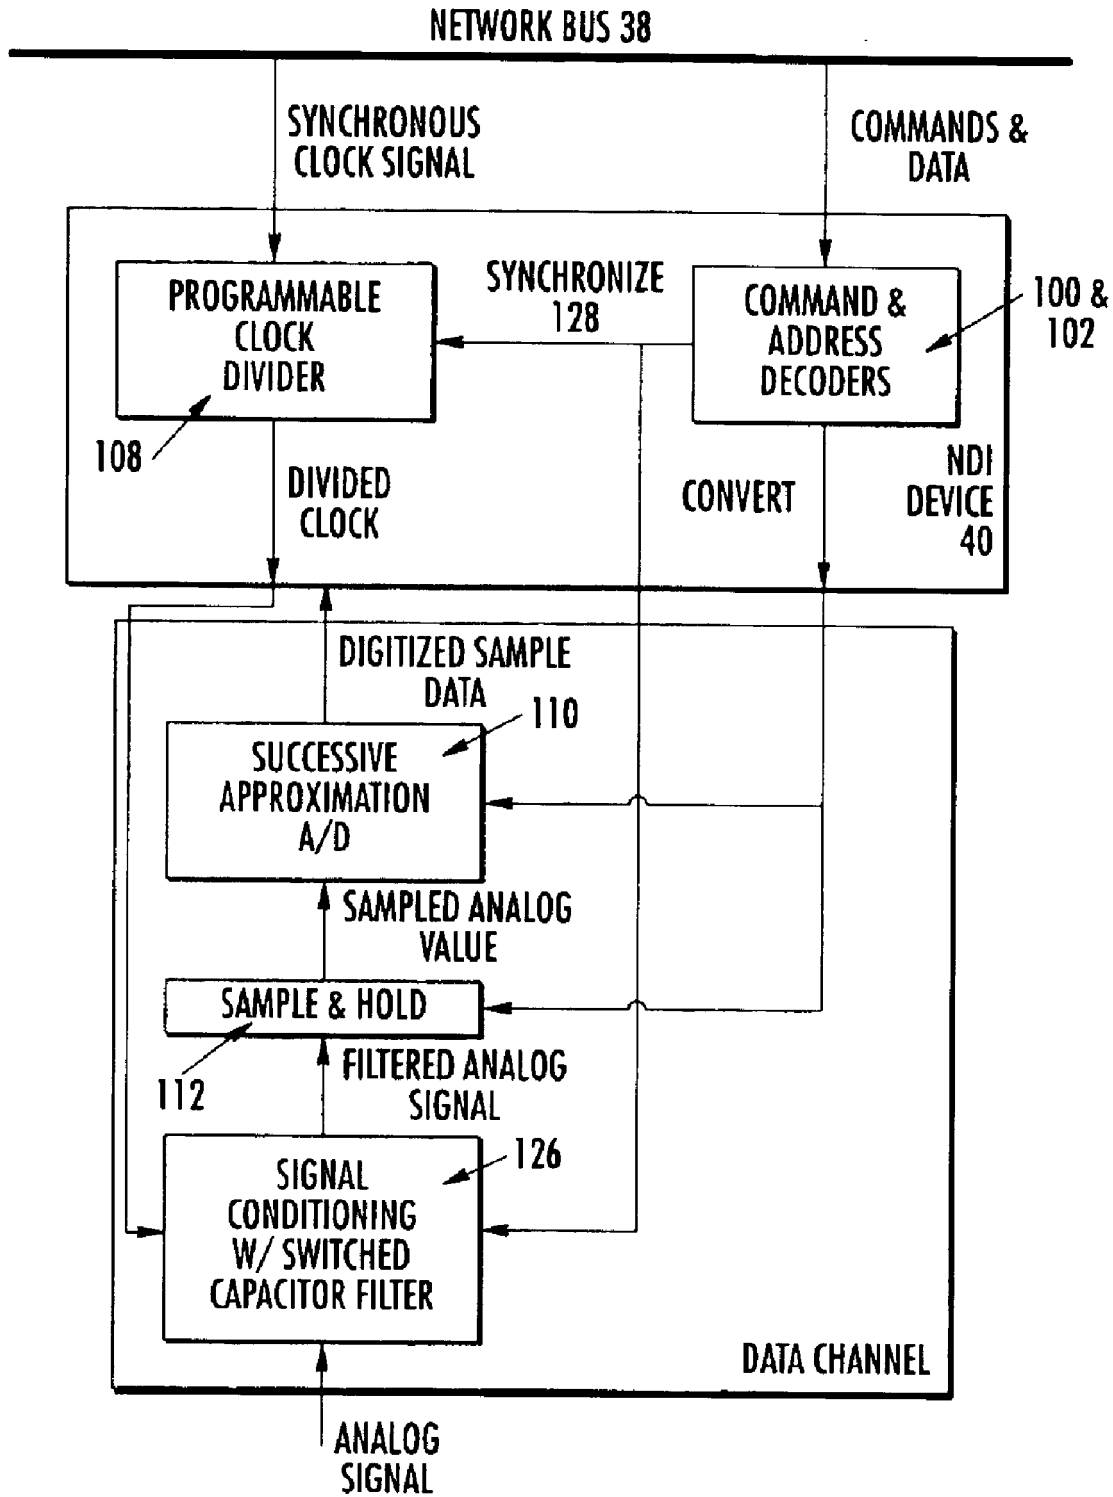 NETWORK BUS 38
SYNCHRONOUS
CLOCK SIGNAL
COMMANDS &
DATA
PROGRAMMABLE
CLOCK
DIVIDER
SYNCHRONIZE
128
COMMAND &
ADDRESS
DECODERS
100 &
102
108
DIVIDED
CLOCK
CONVERT
NDI
DEVICE
40
DIGITIZED SAMPLE
DATA
110
SUCCESSIVE
APPROXIMATION
A/D
SAMPLED ANALOG
VALUE
SAMPLE & HOLD
112
FILTERED ANALOG
SIGNAL
126
SIGNAL
CONDITIONING
W/ SWITCHED
CAPACITOR FILTER
DATA CHANNEL
ANALOG
SIGNAL